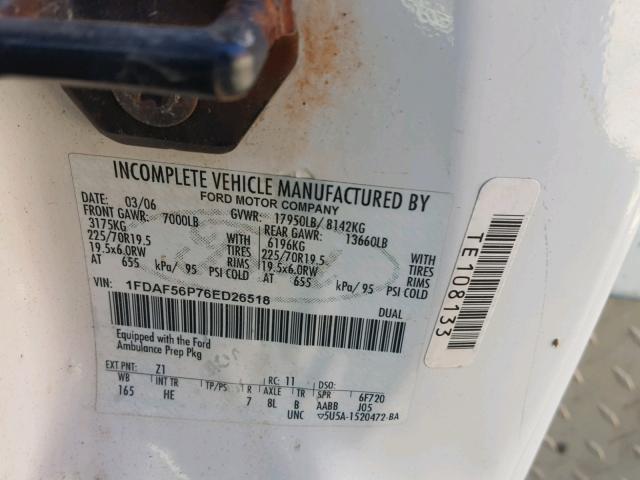 INCOMPLETE VEHICLE MANUFACTURED BY
FORD MOTOR COMPANY
DATE: 03/06 GVWR: 17950LB/ 8142KG
FRONT GAWR: 7000LB REAR GAWR: 13660LB
3175KG WITH 6196KG WITH
225/70R19.5 TIRES 225/70R19.5 TIRES
19.5x6.0RW RIMS 19.5x6.0RW RIMS
AT 655 kPa/ 95 PSI COLD AT 655 kPa/ 95 PSI COLD
VIN: 1FDAF56P76ED26518
DUAL
Equipped with the Ford
Ambulance Prep Pkg
EXT PNT: Z1 RC: 11 DSO:
WB INT TR TP/PS R AXLE TR SPR 6F720
165 HE 7 8L B AABB J05
UNC 5U5A-1520472-BA
TE108133